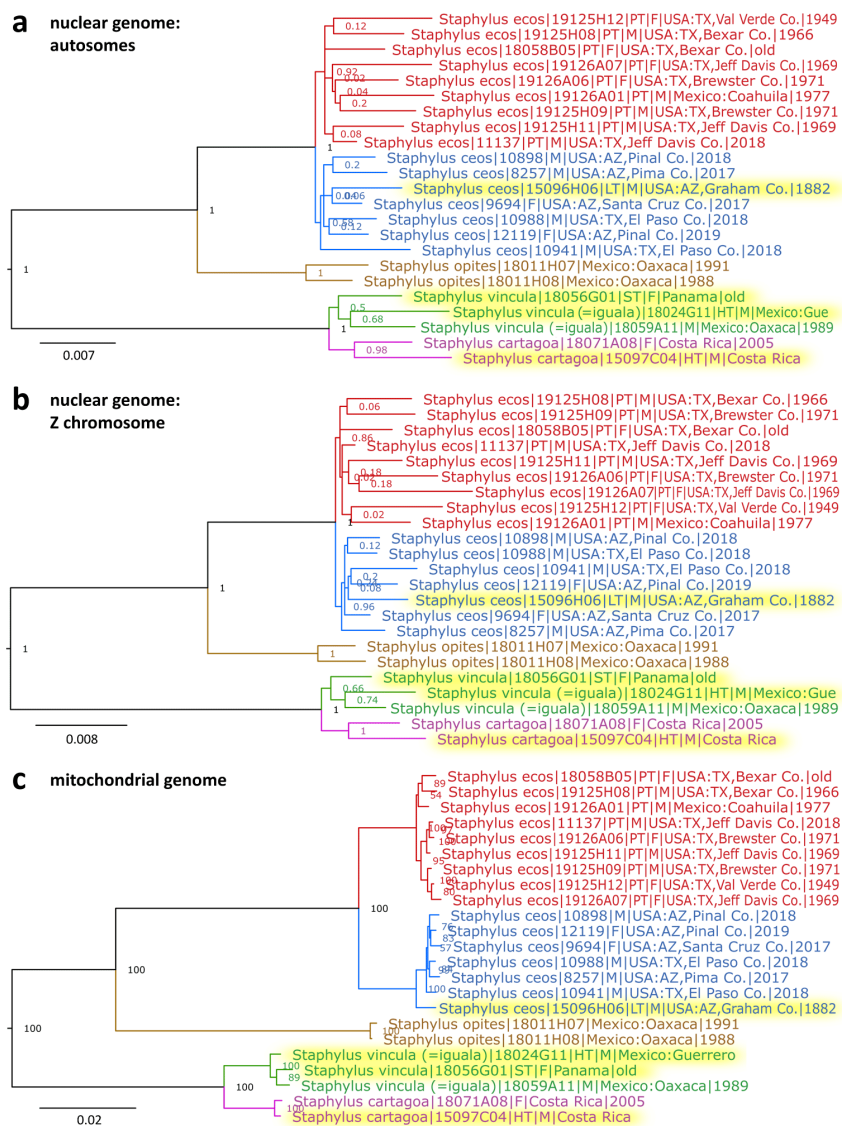 a nuclear genome:
autosomes
Staphylus ecos|19125H12|PT|F|USA:TX, Val Verde Co.|1949
0.12
Staphylus ecos|19125H08|PT|M|USA:TX,Bexar Co.|1966
Staphylus ecos|18058B05|PT|F|USA:TX,Bexar Co.|old
0.92
Staphylus ecos|19126A07|PT|F|USA:TX,Jeff Davis Co.|1969
0.02
Staphylus ecos|19126A06|PT|F|USA:TX,Brewster Co.|1971
0.04
Staphylus ecos|19126A01|PT|M|Mexico:Coahuila|1977
0.2
Staphylus ecos|19125H09|PT|M|USA:TX,Brewster Co.|1971
Staphylus ecos|19125H11|PT|M|USA:TX,Jeff Davis Co.|1969
0.08
Staphylus ecos|11137|PT|M|USA:TX,Jeff Davis Co.|2018
1
Staphylus ceos|10898|M|USA:AZ,Pinal Co.|2018
0.2
Staphylus ceos|8257|M|USA:AZ,Pima Co.|2017
Staphylus ceos|15096H06|LT|M|USA:AZ,Graham Co.|1882
0.04
0.06
Staphylus ceos|9694|F|USA:AZ,Santa Cruz Co.|2017
1
Staphylus ceos|10988|M|USA:TX,El Paso Co.|2018
0.12
Staphylus ceos|12119|F|USA:AZ,Pinal Co.|2019
Staphylus ceos|10941|M|USA:TX,El Paso Co.|2018
Staphylus opites|18011H07|Mexico:Oaxaca|1991
1
1
Staphylus opites|18011H08|Mexico:Oaxaca|1988
Staphylus vincula|18056G01|ST|F|Panama|old
0.5
Staphylus vincula (=iguala)|18024G11|HT|M|Mexico:Gue
0.68
1
Staphylus vincula (=iguala)|18059A11|M|Mexico:Oaxaca|1989
Staphylus cartagoa|18071A08|F|Costa Rica|2005
0.98
Staphylus cartagoa|15097C04|HT|M|Costa Rica
0.007
b nuclear genome:
Z chromosome
Staphylus ecos|19125H08|PT|M|USA:TX,Bexar Co.|1966
0.06
Staphylus ecos|19125H09|PT|M|USA:TX,Brewster Co.|1971
Staphylus ecos|18058B05|PT|F|USA:TX,Bexar Co.|old
0.86
Staphylus ecos|11137|PT|M|USA:TX,Jeff Davis Co.|2018
Staphylus ecos|19125H11|PT|M|USA:TX,Jeff Davis Co.|1969
0.18
0.02
Staphylus ecos|19126A06|PT|F|USA:TX,Brewster Co.|1971
0.18
Staphylus ecos|19126A07|PT|F|USA:TX,Jeff Davis Co.|1969
Staphylus ecos|19125H12|PT|F|USA:TX,Val Verde Co.|1949
0.02
1
Staphylus ecos|19126A01|PT|M|Mexico:Coahuila|1977
Staphylus ceos|10898|M|USA:AZ,Pinal Co.|2018
0.12
Staphylus ceos|10988|M|USA:TX,El Paso Co.|2018
Staphylus ceos|10941|M|USA:TX,El Paso Co.|2018
0.2
Staphylus ceos|12119|F|USA:AZ,Pinal Co.|2019
0.08
1
Staphylus ceos|15096H06|LT|M|USA:AZ,Graham Co.|1882
0.96
Staphylus ceos|9694|F|USA:AZ,Santa Cruz Co.|2017
Staphylus ceos|8257|M|USA:AZ,Pima Co.|2017
Staphylus opites|18011H07|Mexico:Oaxaca|1991
1
1
Staphylus opites|18011H08|Mexico:Oaxaca|1988
Staphylus vincula|18056G01|ST|F|Panama|old
0.66
Staphylus vincula (=iguala)|18024G11|HT|M|Mexico:Gue
0.74
1
Staphylus vincula (=iguala)|18059A11|M|Mexico:Oaxaca|1989
Staphylus cartagoa|18071A08|F|Costa Rica|2005
1
Staphylus cartagoa|15097C04|HT|M|Costa Rica
0.008
c mitochondrial genome
Staphylus ecos|18058B05|PT|F|USA:TX,Bexar Co.|old
89
Staphylus ecos|19125H08|PT|M|USA:TX,Bexar Co.|1966
54
Staphylus ecos|19126A01|PT|M|Mexico:Coahuila|1977
Staphylus ecos|11137|PT|M|USA:TX,Jeff Davis Co.|2018
100
Staphylus ecos|19126A06|PT|F|USA:TX,Brewster Co.|1971
100
Staphylus ecos|19125H11|PT|M|USA:TX,Jeff Davis Co.|1969
95
Staphylus ecos|19125H09|PT|M|USA:TX,Brewster Co.|1971
100
Staphylus ecos|19125H12|PT|F|USA:TX,Val Verde Co.|1949
80
Staphylus ecos|19126A07|PT|F|USA:TX,Jeff Davis Co.|1969
100
Staphylus ceos|10898|M|USA:AZ,Pinal Co.|2018
76
Staphylus ceos|12119|F|USA:AZ,Pinal Co.|2019
83
Staphylus ceos|9694|F|USA:AZ,Santa Cruz Co.|2017
57
Staphylus ceos|10988|M|USA:TX,El Paso Co.|2018
100
Staphylus ceos|8257|M|USA:AZ,Pima Co.|2017
100
Staphylus ceos|10941|M|USA:TX,El Paso Co.|2018
Staphylus ceos|15096H06|LT|M|USA:AZ,Graham Co.|1882
Staphylus opites|18011H07|Mexico:Oaxaca|1991
100
100
Staphylus opites|18011H08|Mexico:Oaxaca|1988
Staphylus vincula (=iguala)|18024G11|HT|M|Mexico:Guerrero
100
Staphylus vincula|18056G01|ST|F|Panama|old
89
100
Staphylus vincula (=iguala)|18059A11|M|Mexico:Oaxaca|1989
Staphylus cartagoa|18071A08|F|Costa Rica|2005
100
Staphylus cartagoa|15097C04|HT|M|Costa Rica
0.02